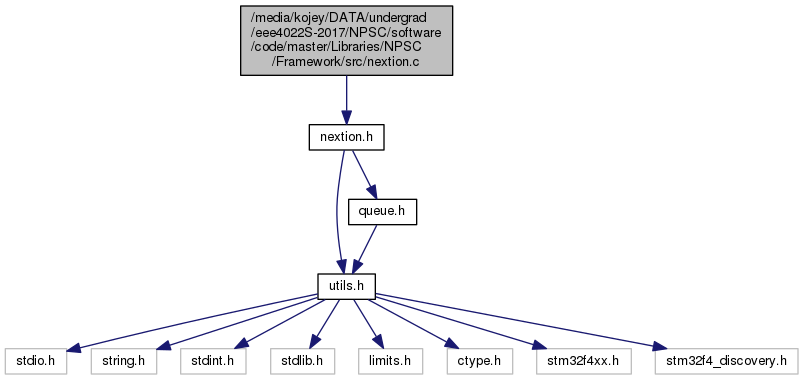 /media/kojey/DATA/undergrad
/eee4022S-2017/NPSC/software
/code/master/Libraries/NPSC
/Framework/src/nextion.c
nextion.h
queue.h
utils.h
stdio.h
string.h
stdint.h
stdlib.h
limits.h
ctype.h
stm32f4xx.h
stm32f4_discovery.h